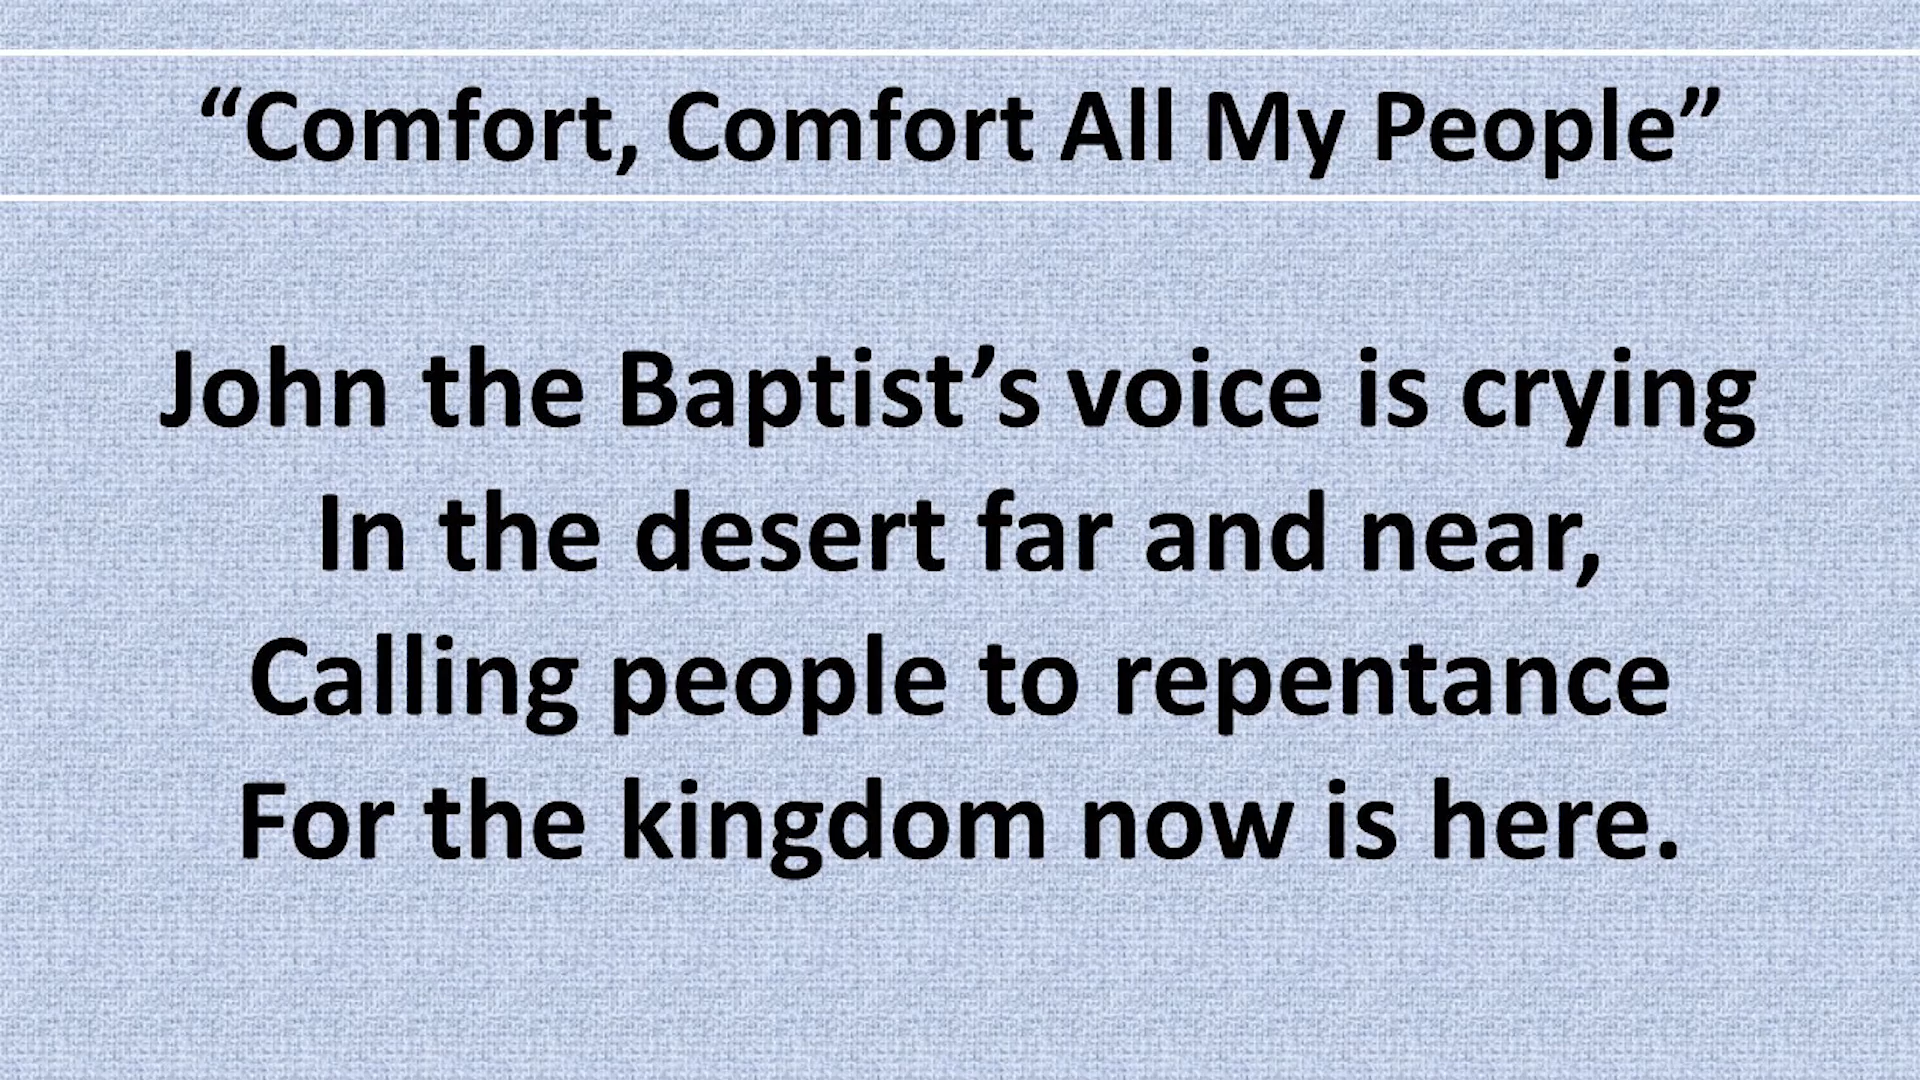 “Comfort, Comfort All My People”
John the Baptist’s voice is crying
In the desert far and near,
Calling people to repentance
For the kingdom now is here.